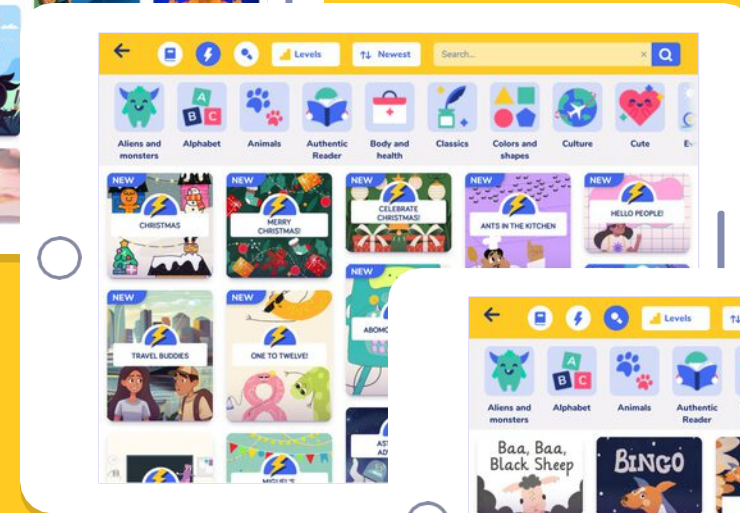 Levels
Newest
Search...
Aliens and
monsters
A
B C
Alphabet
Animals
Authentic
Reader
Body and
health
Classics
Colors and
shapes
Culture
Cute
NEW
CHRISTMAS
NEW
MERRY
CHRISTMAS!
NEW
CELEBRATE
CHRISTMAS!
NEW
ANTS IN THE KITCHEN
NEW
HELLO PEOPLE!
NEW
TRAVEL BUDDIES
NEW
ONE TO TWELVE!
NEW
MIGUEL'S
Levels
Aliens and
monsters
A
B C
Alphabet
Animals
Authentic
Reader
Baa, Baa,
Black Sheep
BINGO